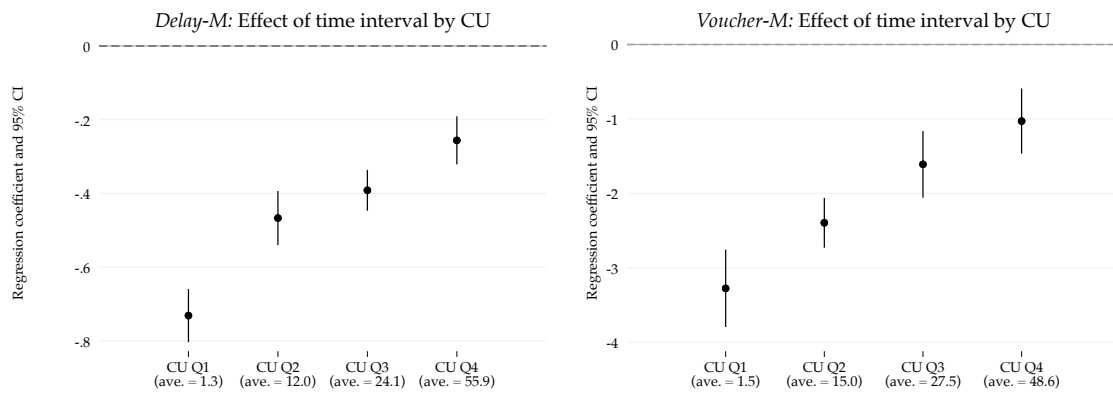 Delay-M: Effect of time interval by CU
0
-.2
-.4
-.6
-.8
Regression coefficient and 95% CI
CU Q1 CU Q2 CU Q3 CU Q4
(ave. = 1.3) (ave. = 12.0) (ave. = 24.1) (ave. = 55.9)
Voucher-M: Effect of time interval by CU
0
-1
-2
-3
-4
Regression coefficient and 95% CI
CU Q1 CU Q2 CU Q3 CU Q4
(ave. = 1.5) (ave. = 15.0) (ave. = 27.5) (ave. = 48.6)